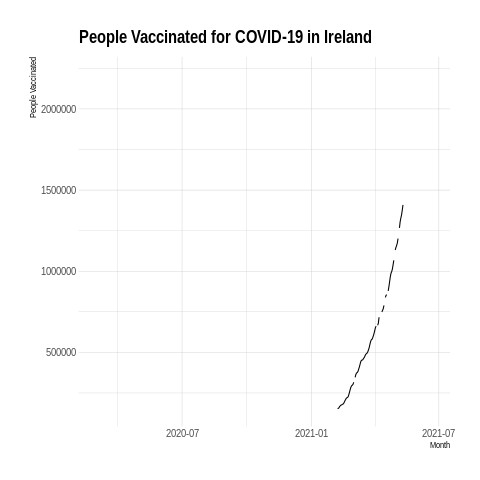 People Vaccinated for COVID-19 in Ireland
People Vaccinated
2000000
1500000
1000000
500000
2020-07
2021-01
2021-07
Month